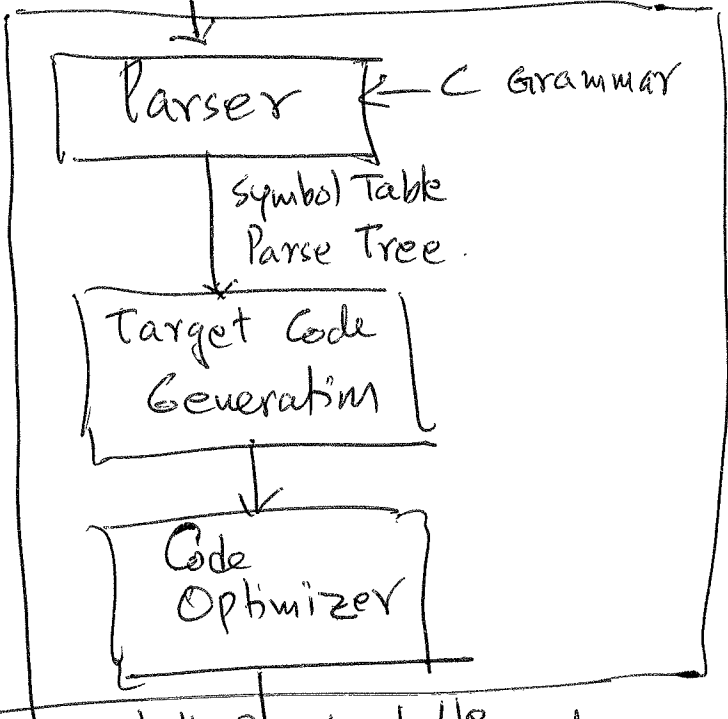 Parser
C Grammar
Symbol Table
Parse Tree
Target Code
Generation
Code
Optimizer